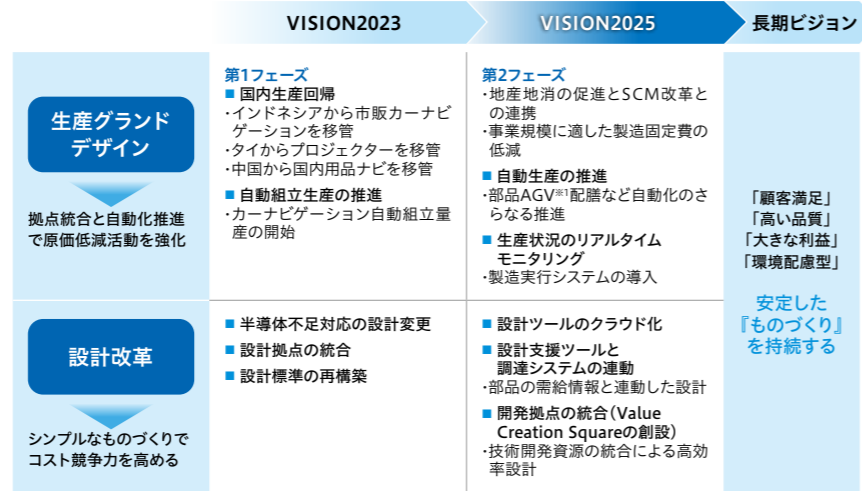 VISION2023
VISION2025
長期ビジョン
生産グランド
デザイン
拠点統合と自動化推進
で原価低減活動を強化
第1フェーズ
■ 国内生産回帰
・インドネシアから市販カーナビ
ゲーションを移管
・タイからプロジェクターを移管
・中国から国内用品ナビを移管
■ 自動組立生産の推進
・カーナビゲーション自動組立量
産の開始
第2フェーズ
・地産地消の促進とSCM改革と
の連携
・事業規模に適した製造固定費の
低減
■ 自動生産の推進
・部品AGV※1配膳など自動化のさ
らなる推進
■ 生産状況のリアルタイム
モニタリング
・製造実行システムの導入
設計改革
シンプルなものづくりで
コスト競争力を高める
■ 半導体不足対応の設計変更
■ 設計拠点の統合
■ 設計標準の再構築
■ 設計ツールのクラウド化
■ 設計支援ツールと
調達システムの連動
・部品の需給情報と連動した設計
■ 開発拠点の統合（Value
Creation Squareの創設）
・技術開発資源の統合による高効
率設計
「顧客満足」
「高い品質」
「大きな利益」
「環境配慮型」
安定した
『ものづくり』
を持続する